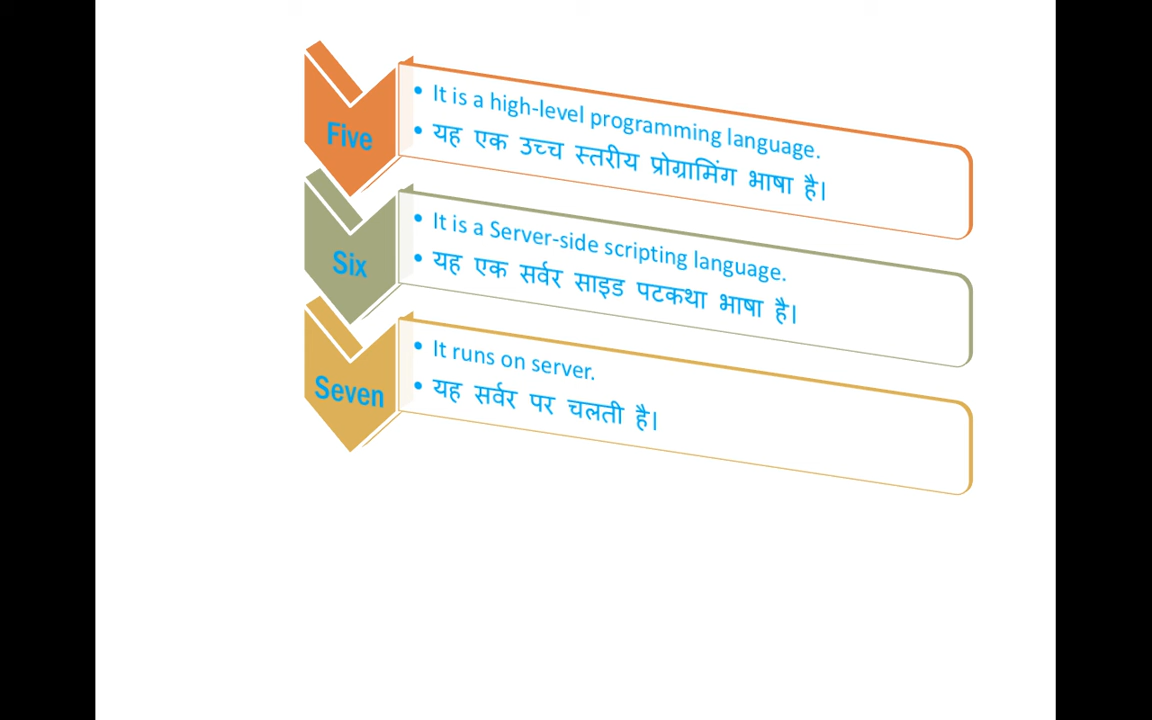 Five
• It is a high-level programming language.
• यह एक उच्च स्तरीय प्रोग्रामिंग भाषा है।
Six
• It is a Server-side scripting language.
• यह एक सर्वर साइड पटकथा भाषा है।
Seven
• It runs on server.
• यह सर्वर पर चलती है।